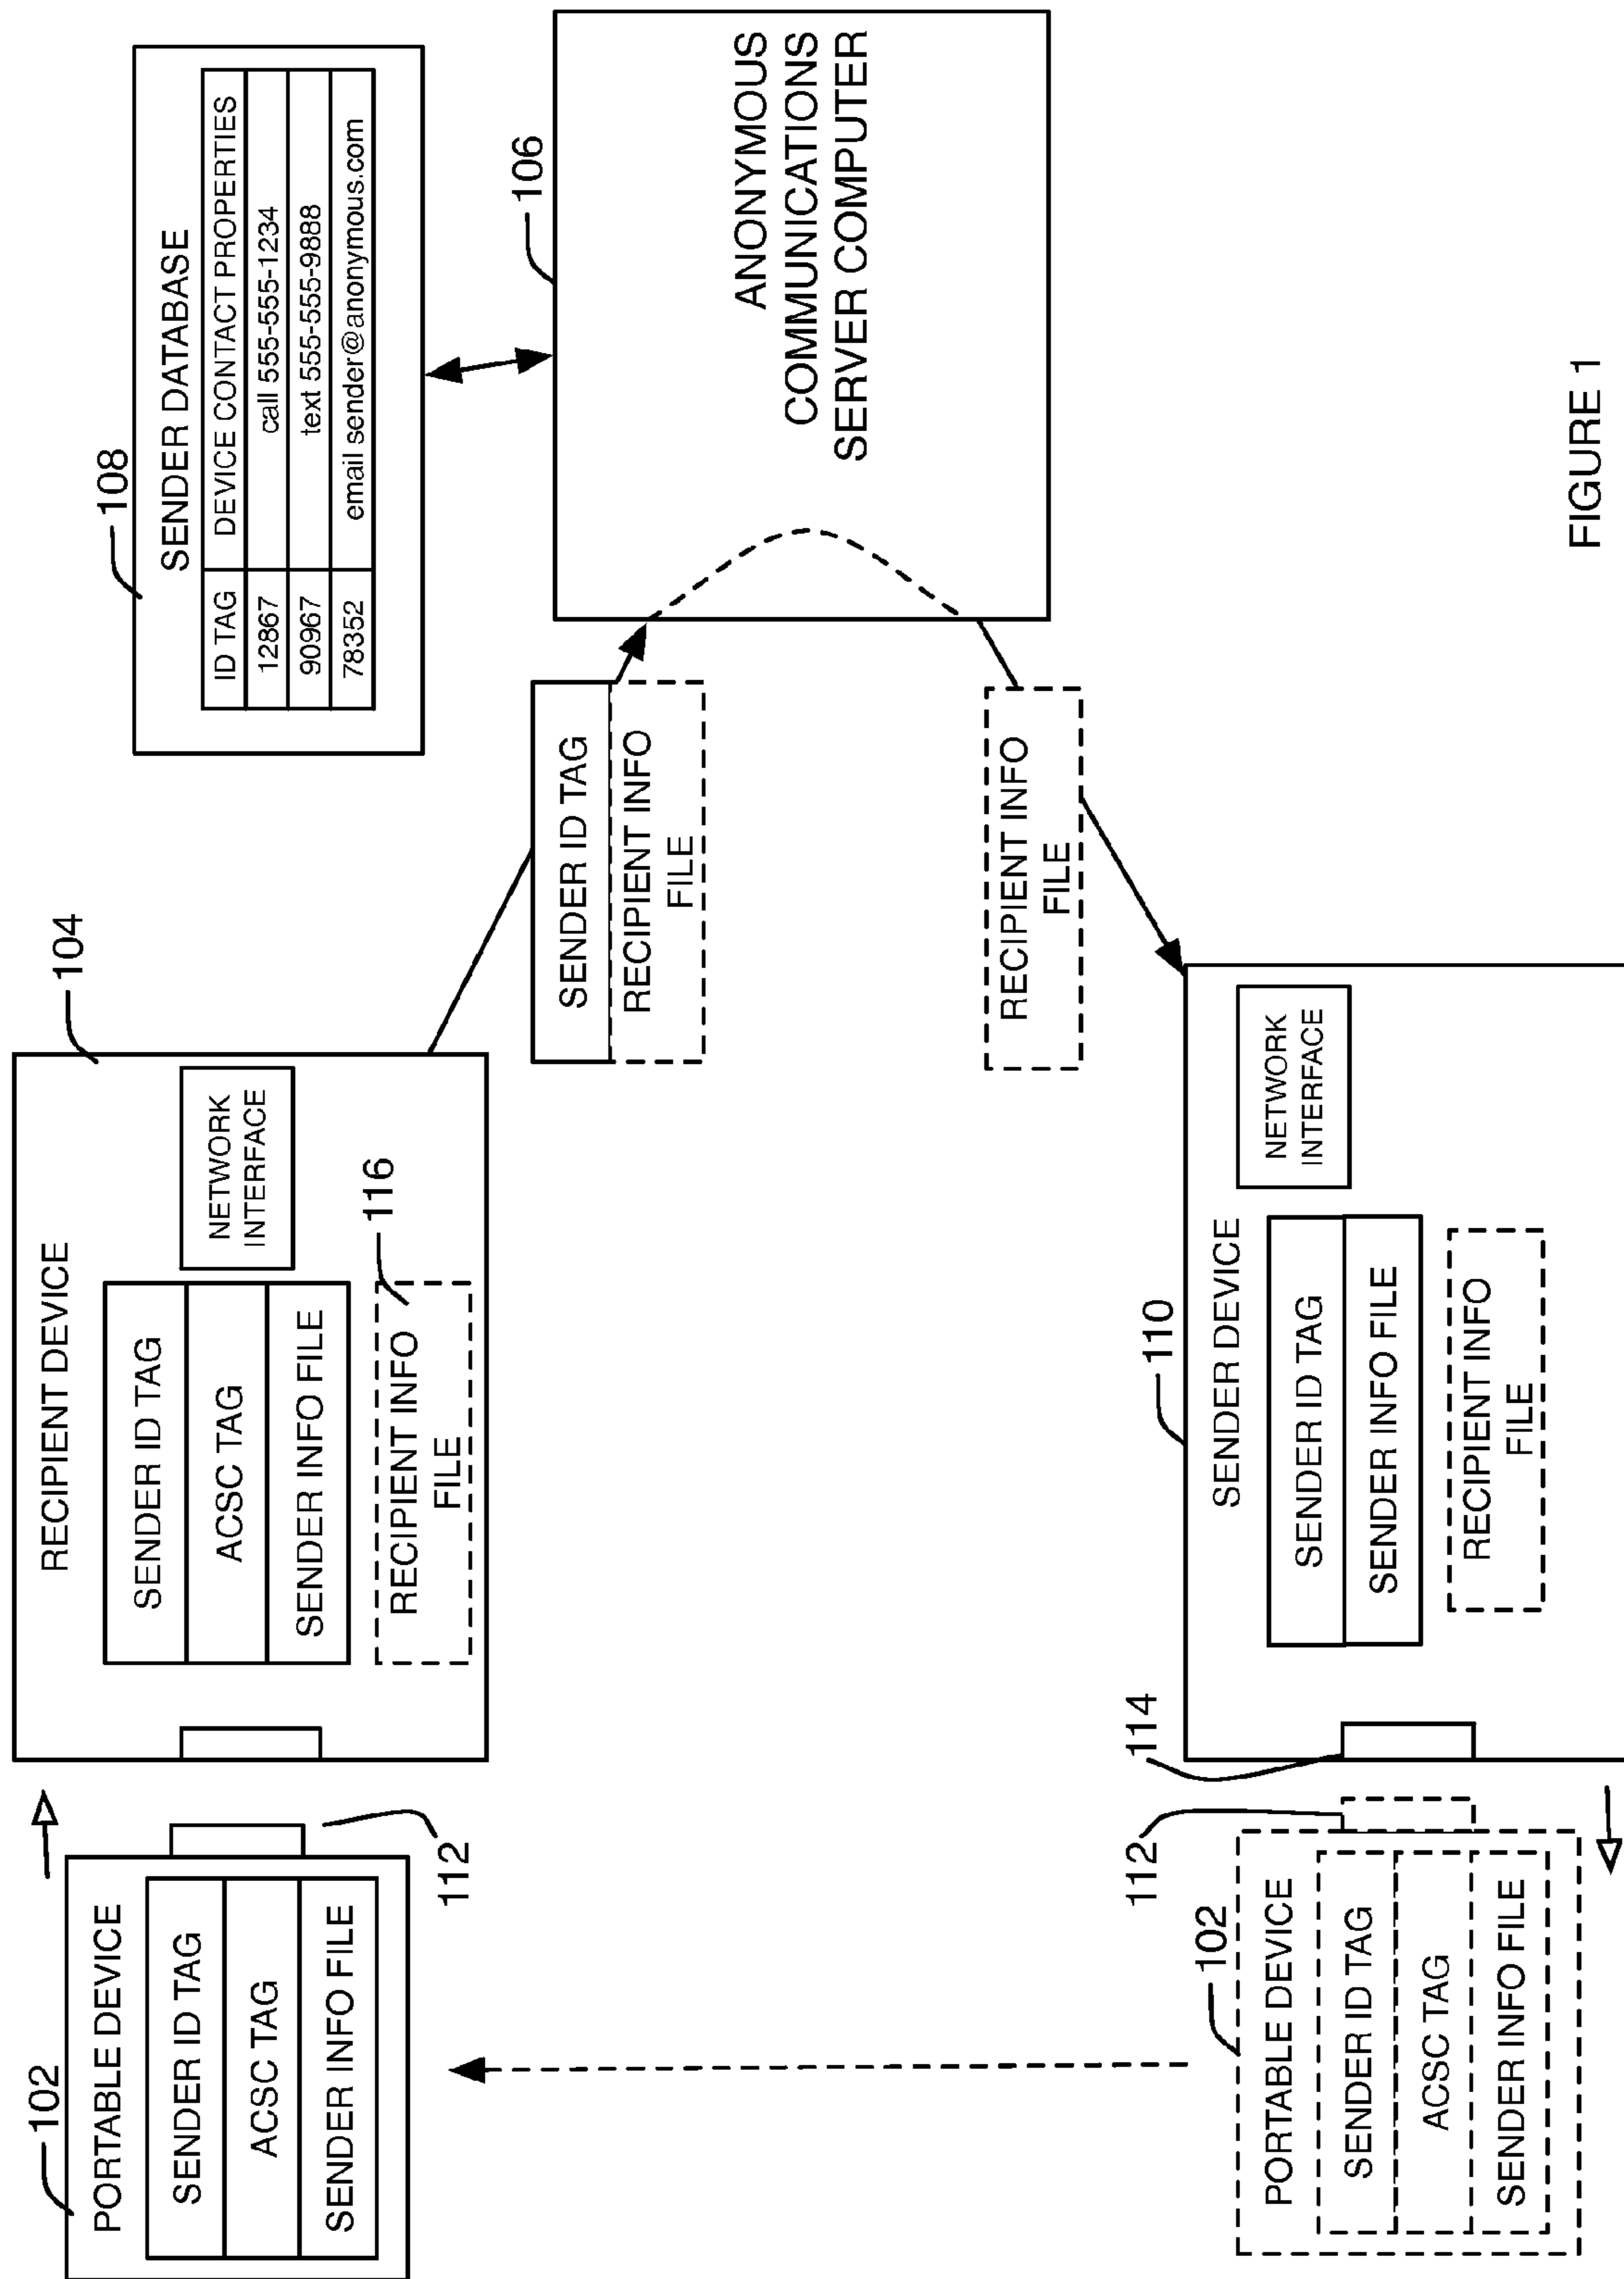 102
PORTABLE DEVICE
SENDER ID TAG
ACSC TAG
SENDER INFO FILE
112
104
RECIPIENT DEVICE
SENDER ID TAG
ACSC TAG
SENDER INFO FILE
NETWORK
INTERFACE
116
RECIPIENT INFO
FILE
108
SENDER DATABASE
ID TAG DEVICE CONTACT PROPERTIES
12867 call 555-555-1234
90967 text 555-555-9888
78352 email sender@anonymous.com
SENDER ID TAG
RECIPIENT INFO
FILE
106
ANONYMOUS
COMMUNICATIONS
SERVER COMPUTER
RECIPIENT INFO
FILE
102
PORTABLE DEVICE
SENDER ID TAG
ACSC TAG
SENDER INFO FILE
112
114
110
SENDER DEVICE
SENDER ID TAG
SENDER INFO FILE
NETWORK
INTERFACE
RECIPIENT INFO
FILE
FIGURE 1